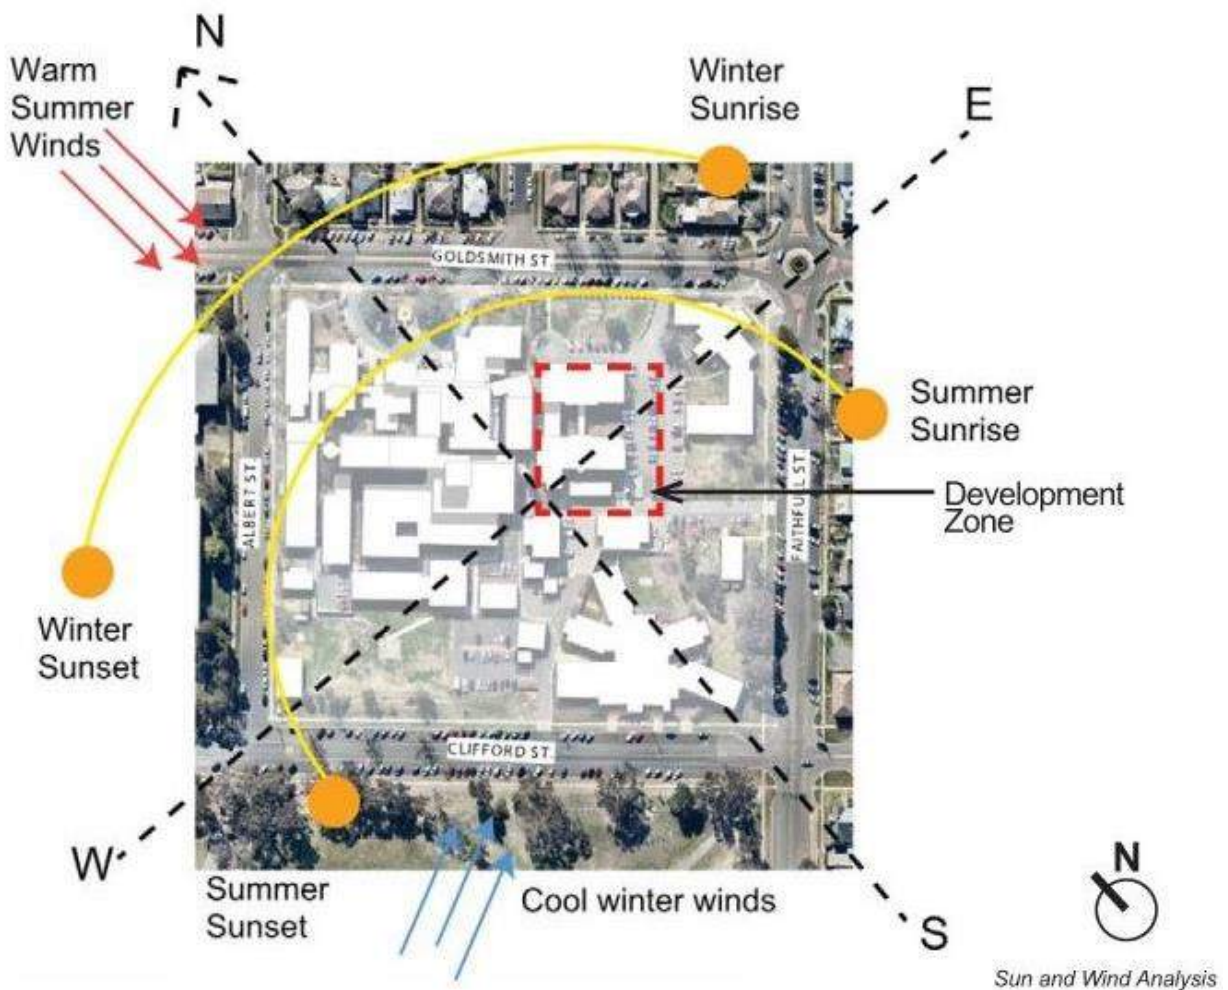 N
Warm
Summer
Winds
Winter
Sunrise
E
GOLDSMITH ST.
Summer
Sunrise
ALBERT ST.
FAITHFULL ST.
Development
Zone
Winter
Sunset
CLIFFORD ST.
W
Summer
Sunset
Cool winter winds
S
N
Sun and Wind Analysis